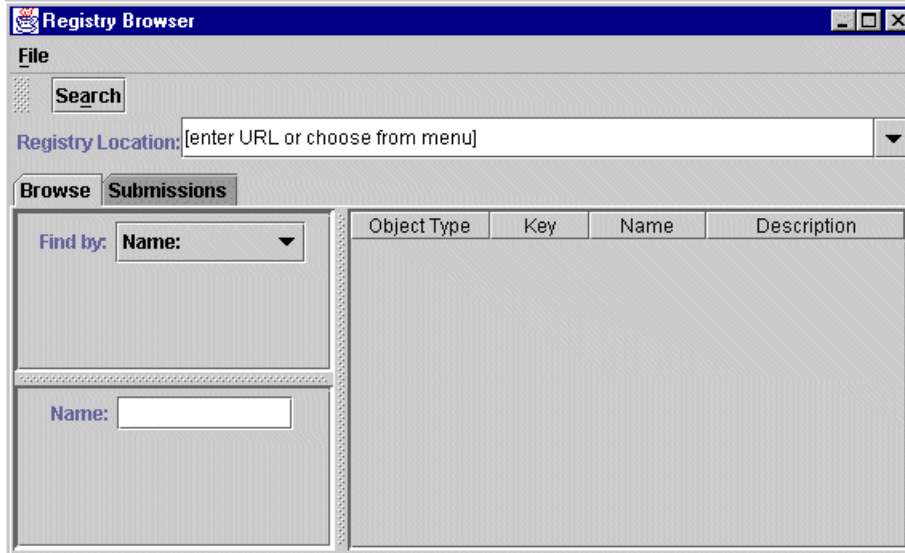 Registry Browser
File
Search
Registry Location: [enter URL or choose from menu]
Browse Submissions
Find by: Name:
Object Type Key Name Description
Name: